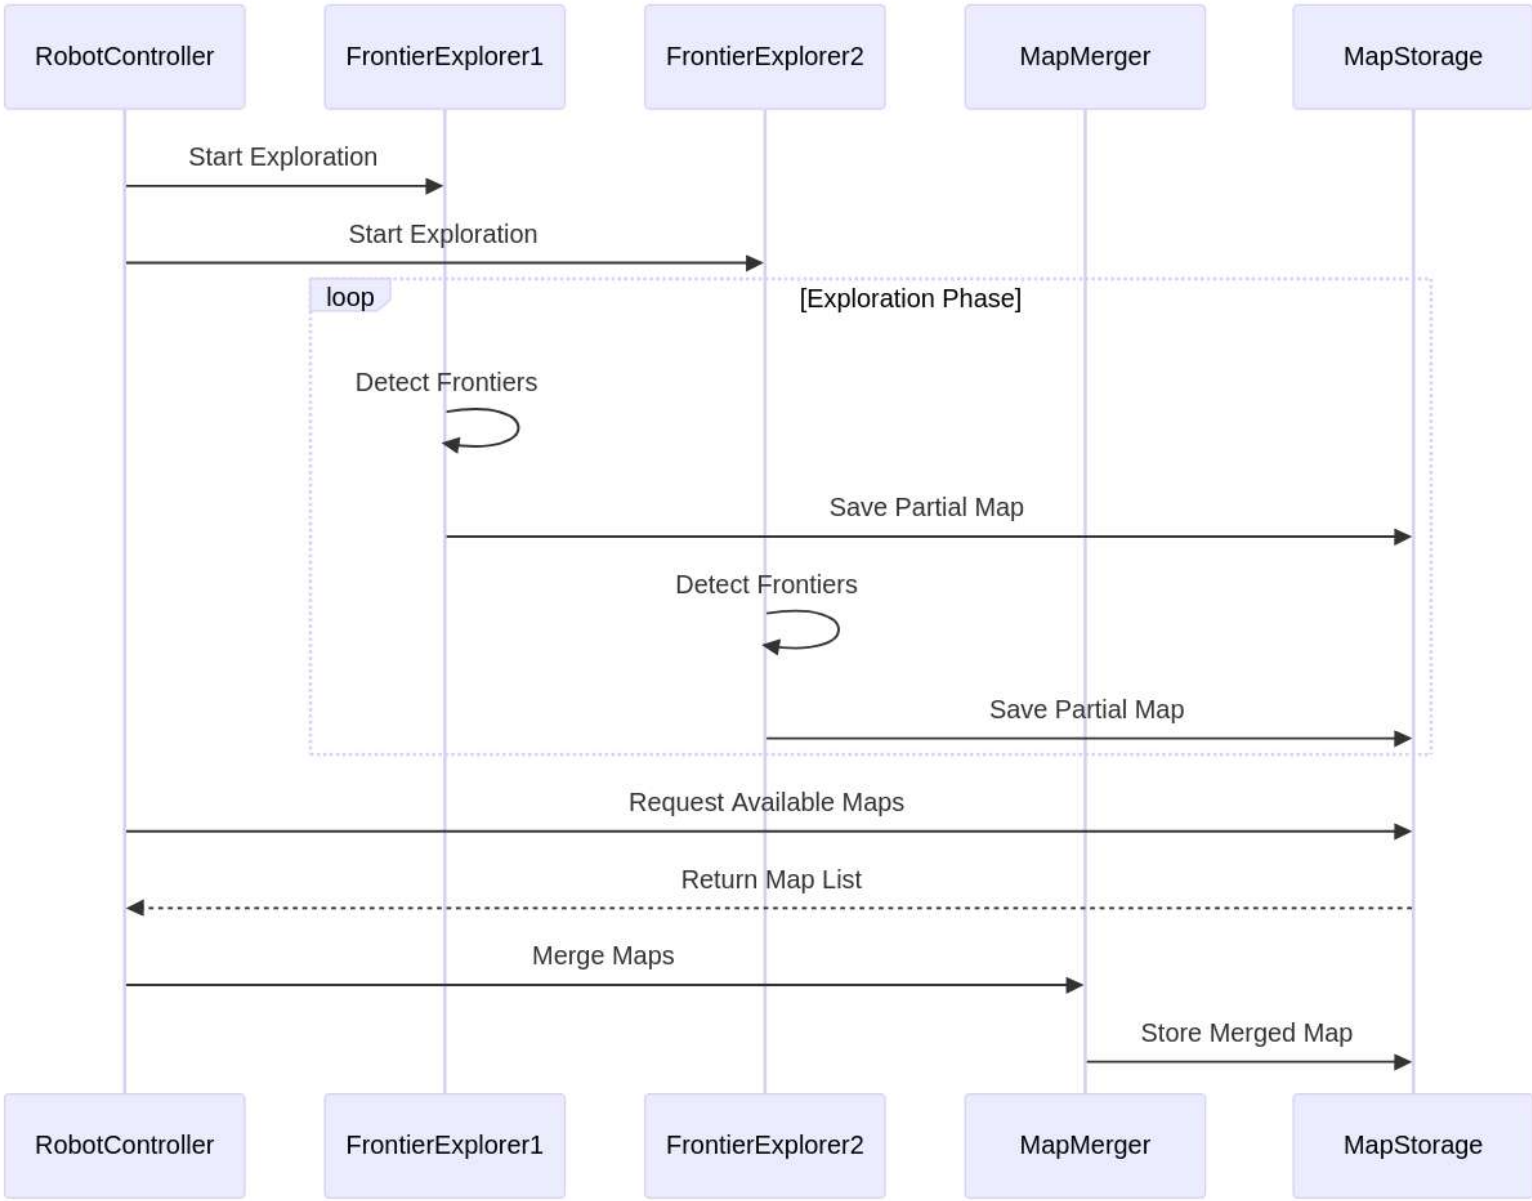 RobotController
FrontierExplorer1
FrontierExplorer2
MapMerger
MapStorage
Start Exploration
Start Exploration
loop
[Exploration Phase]
Detect Frontiers
Save Partial Map
Detect Frontiers
Save Partial Map
Request Available Maps
Return Map List
Merge Maps
Store Merged Map
RobotController
FrontierExplorer1
FrontierExplorer2
MapMerger
MapStorage